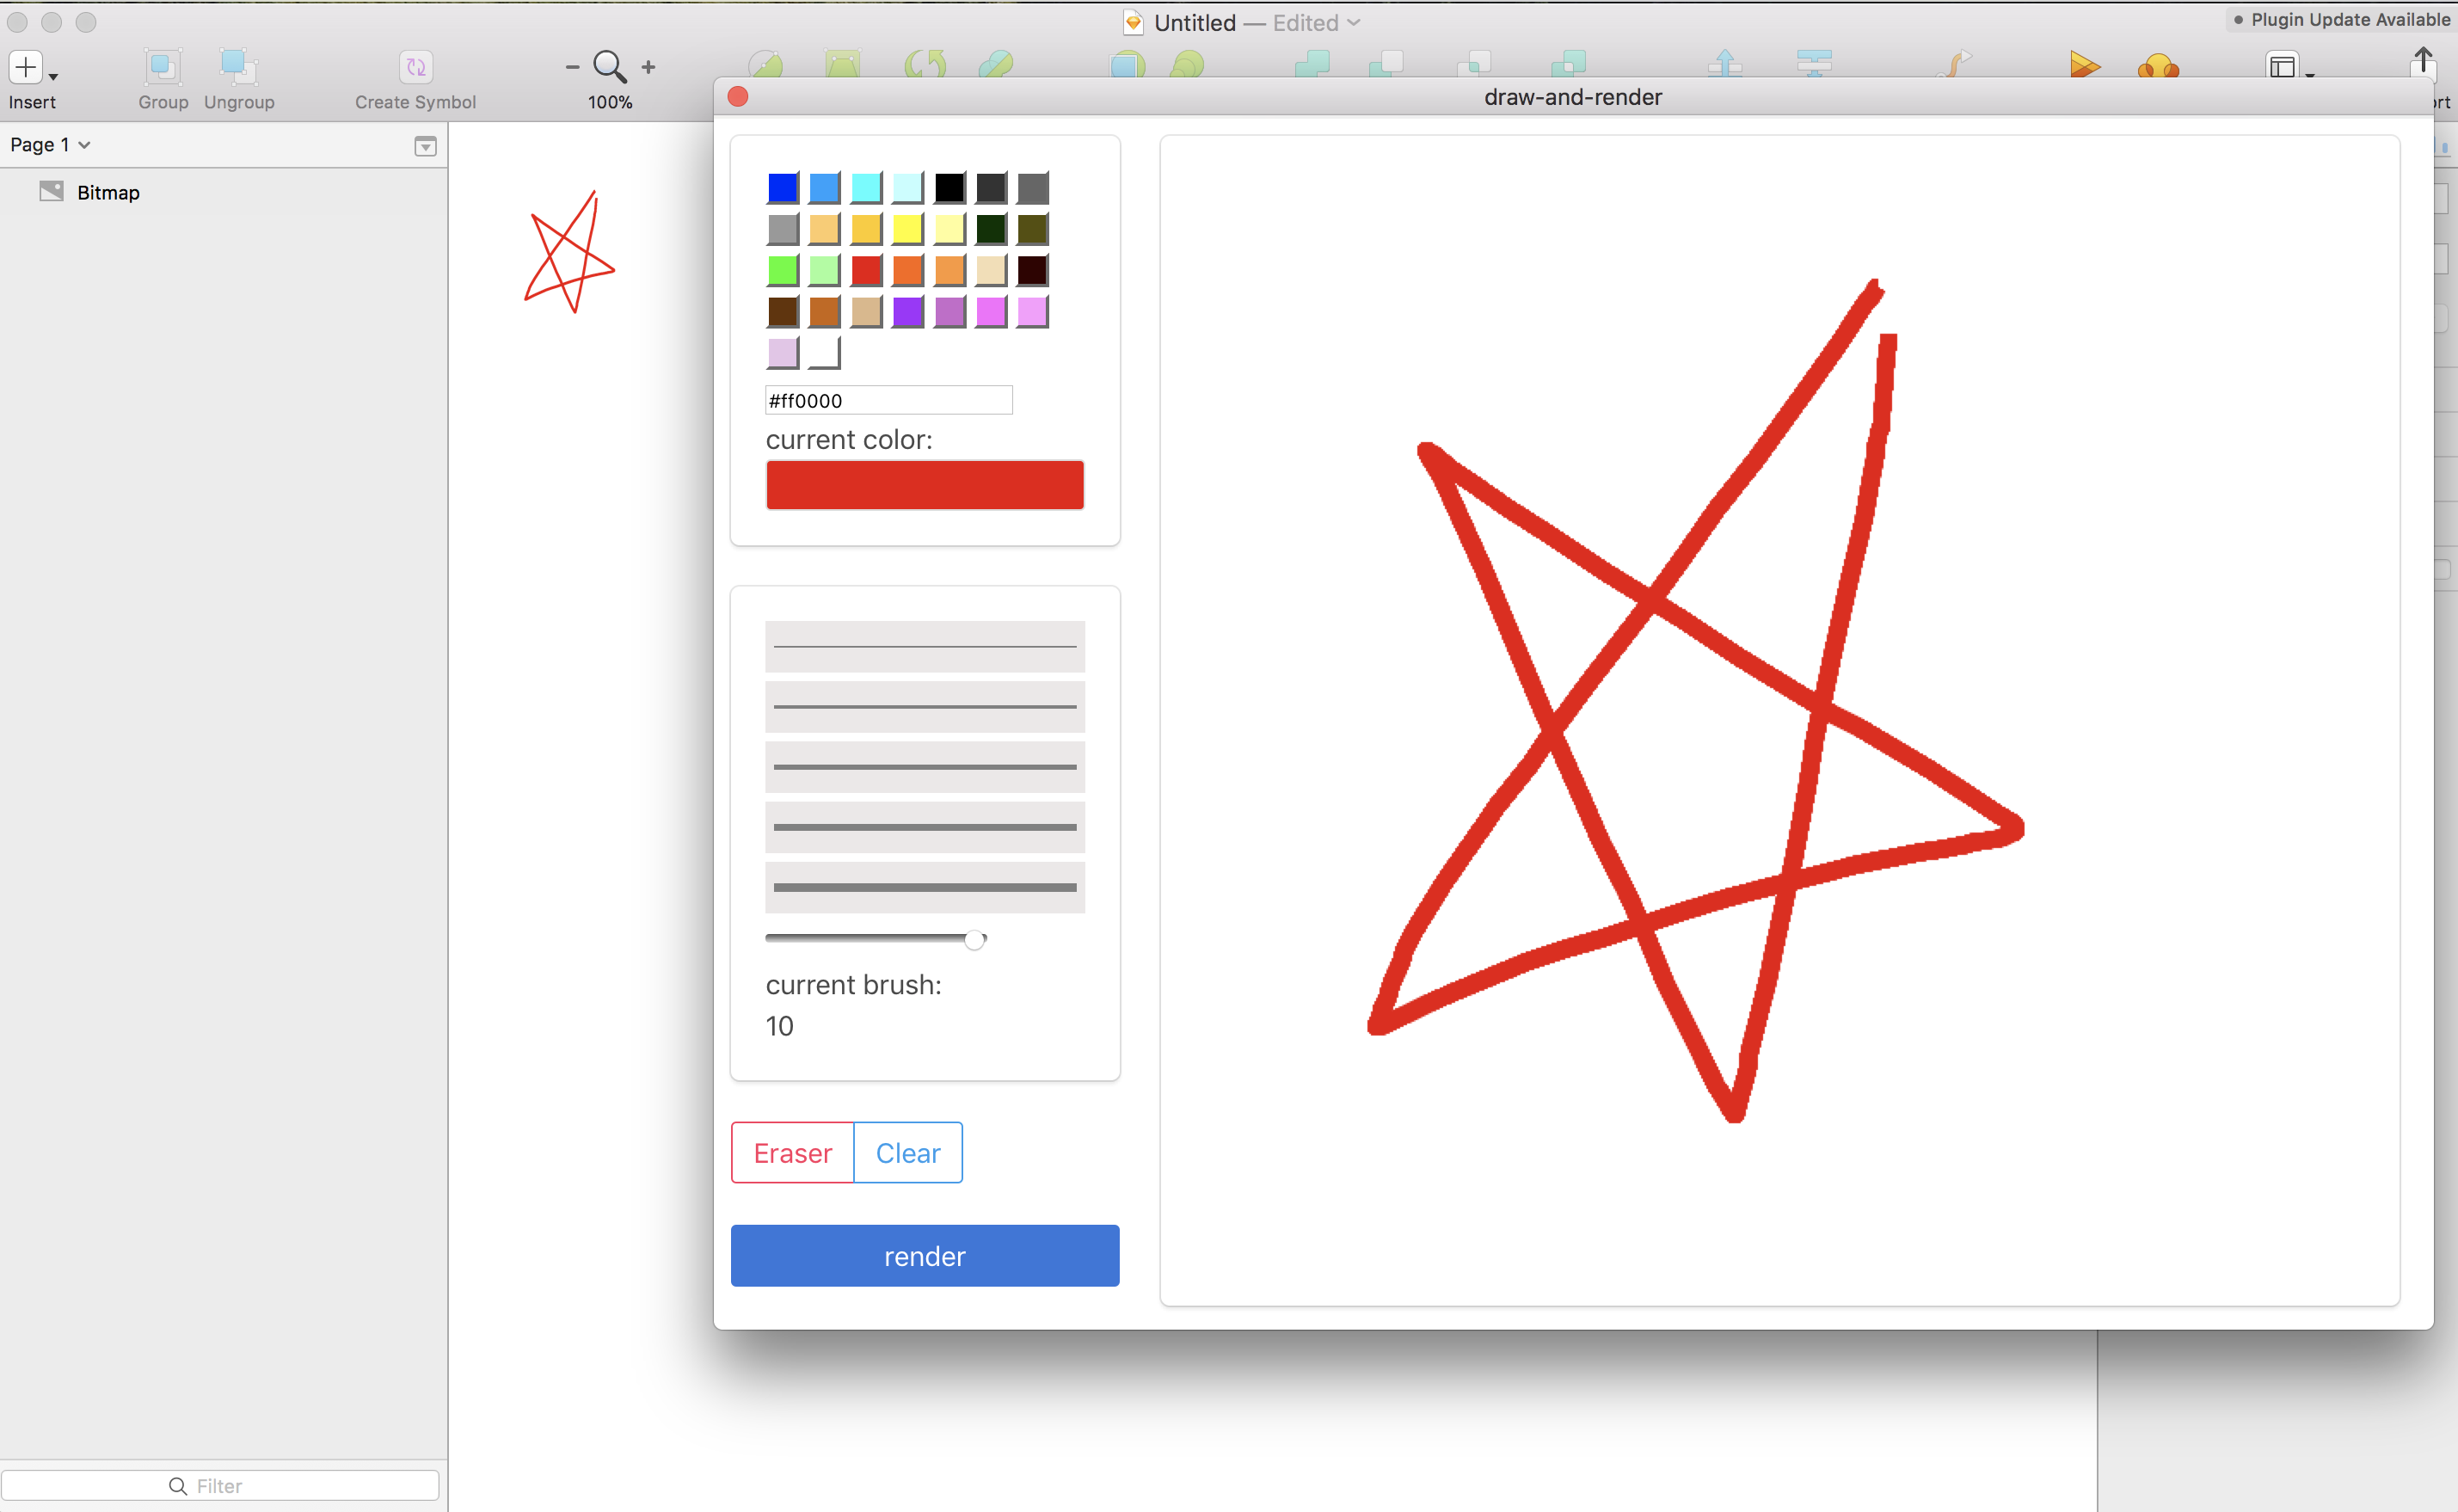 Untitled — Edited
Plugin Update Available
Insert
Group
Ungroup
Create Symbol
100%
draw-and-render
Page 1
Bitmap
#ff0000
current color:
current brush:
10
Eraser
Clear
render
Filter